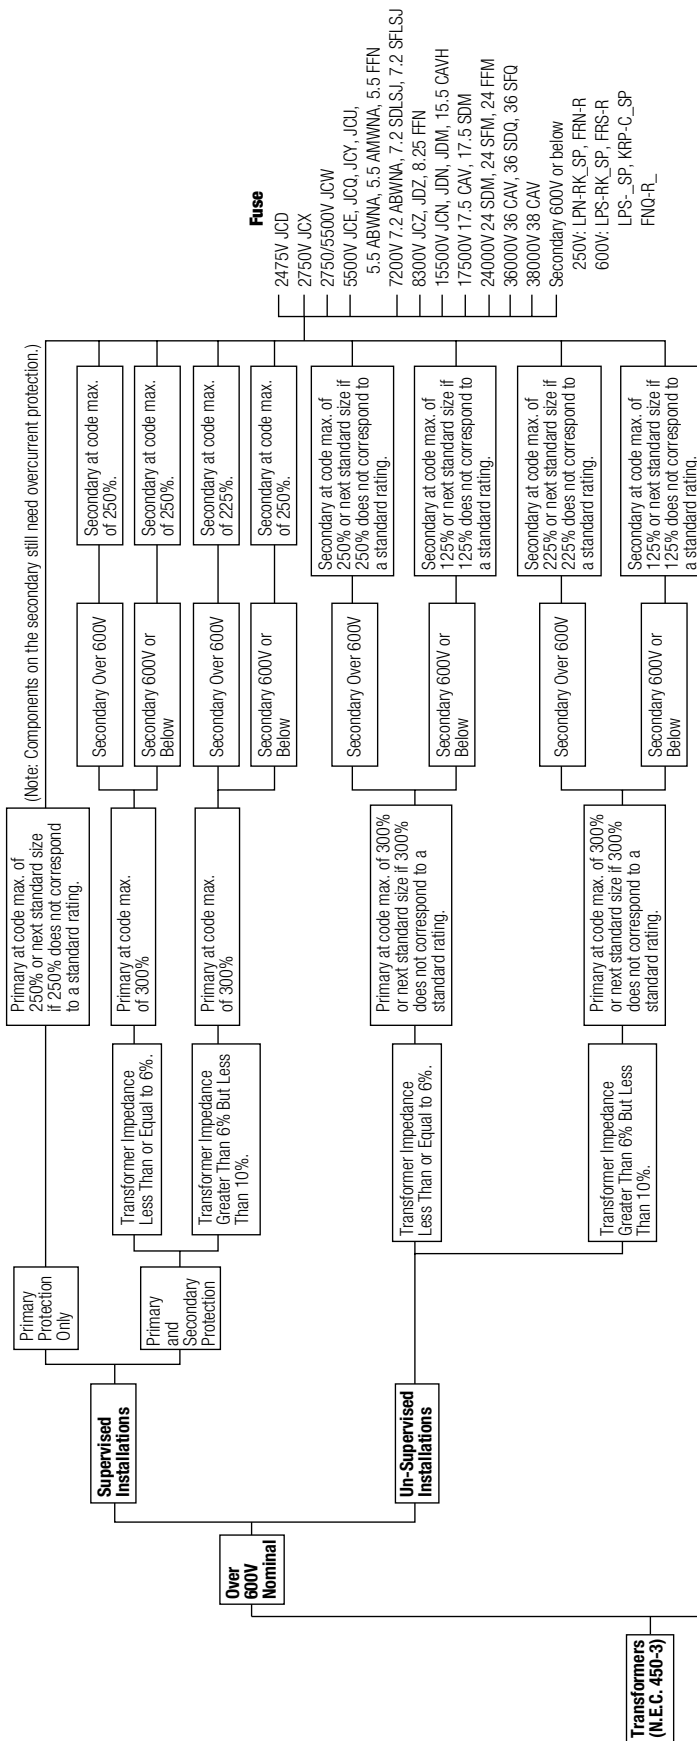 Transformers
(N.E.C. 450-3)
Over
600V
Nominal
Supervised
Installations
Un-Supervised
Installations
Primary
Protection
Only
Primary
and
Secondary
Protection
Transformer Impedance
Less Than or Equal to 6%.
Transformer Impedance
Greater Than 6% But Less
Than 10%.
Transformer Impedance
Less Than or Equal to 6%.
Transformer Impedance
Greater Than 6% But Less
Than 10%.
Primary at code max. of
250% or next standard size
if 250% does not correspond
to a standard rating.
(Note: Components on the secondary still need overcurrent protection.)
Primary at code max.
of 300%
Primary at code max.
of 300%
Primary at code max. of 300%
or next standard size if 300%
does not correspond to a
standard rating.
Primary at code max. of 300%
or next standard size if 300%
does not correspond to a
standard rating.
Secondary Over 600V
Secondary 600V or
Below
Secondary Over 600V
Secondary 600V or
Below
Secondary Over 600V
Secondary 600V or
Below
Secondary Over 600V
Secondary 600V or
Below
Secondary at code max.
of 250%.
Secondary at code max.
of 250%.
Secondary at code max.
of 225%.
Secondary at code max.
of 250%.
Secondary at code max. of
250% or next standard size if
250% does not correspond to
a standard rating.
Secondary at code max. of
125% or next standard size if
125% does not correspond to
a standard rating.
Secondary at code max. of
225% or next standard size if
225% does not correspond to
a standard rating.
Secondary at code max. of
125% or next standard size if
125% does not correspond to
a standard rating.
Fuse
2475V JCD
2750V JCX
2750/5500V JCW
5500V JCE, JCQ, JCY, JCU,
5.5 ABWNA, 5.5 AMWNA, 5.5 FFN
7200V 7.2 ABWNA, 7.2 SDLSJ, 7.2 SFLSJ
8300V JCZ, JDZ, 8.25 FFN
15500V JCN, JDN, JDM, 15.5 CAVH
17500V 17.5 CAV, 17.5 SDM
24000V 24 SDM, 24 SFM, 24 FFM
36000V 36 CAV, 36 SDQ, 36 SFQ
38000V 38 CAV
Secondary 600V or below
250V: LPN-RK_SP, FRN-R
600V: LPS-RK_SP, FRS-R
LPS-_SP, KRP-C_SP
FNQ-R_